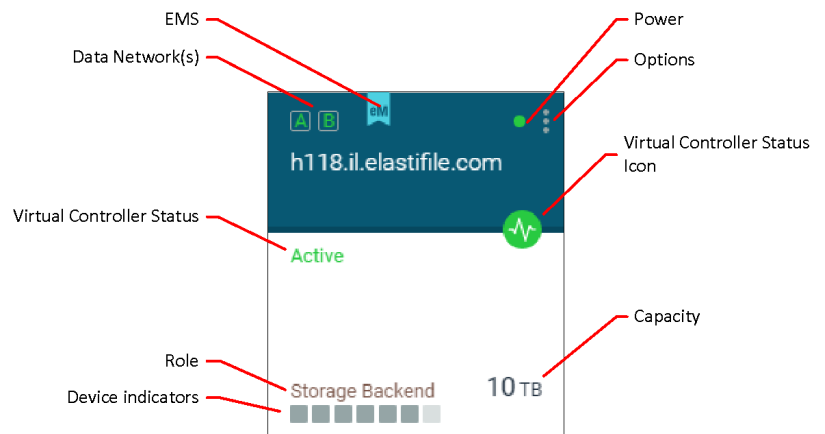 EMS
Power
Data Network(s)
Options
eM
A B
h118.il.elastifile.com
Virtual Controller Status
Icon
Virtual Controller Status
Active
Capacity
Role
Storage Backend
10 TB
Device indicators